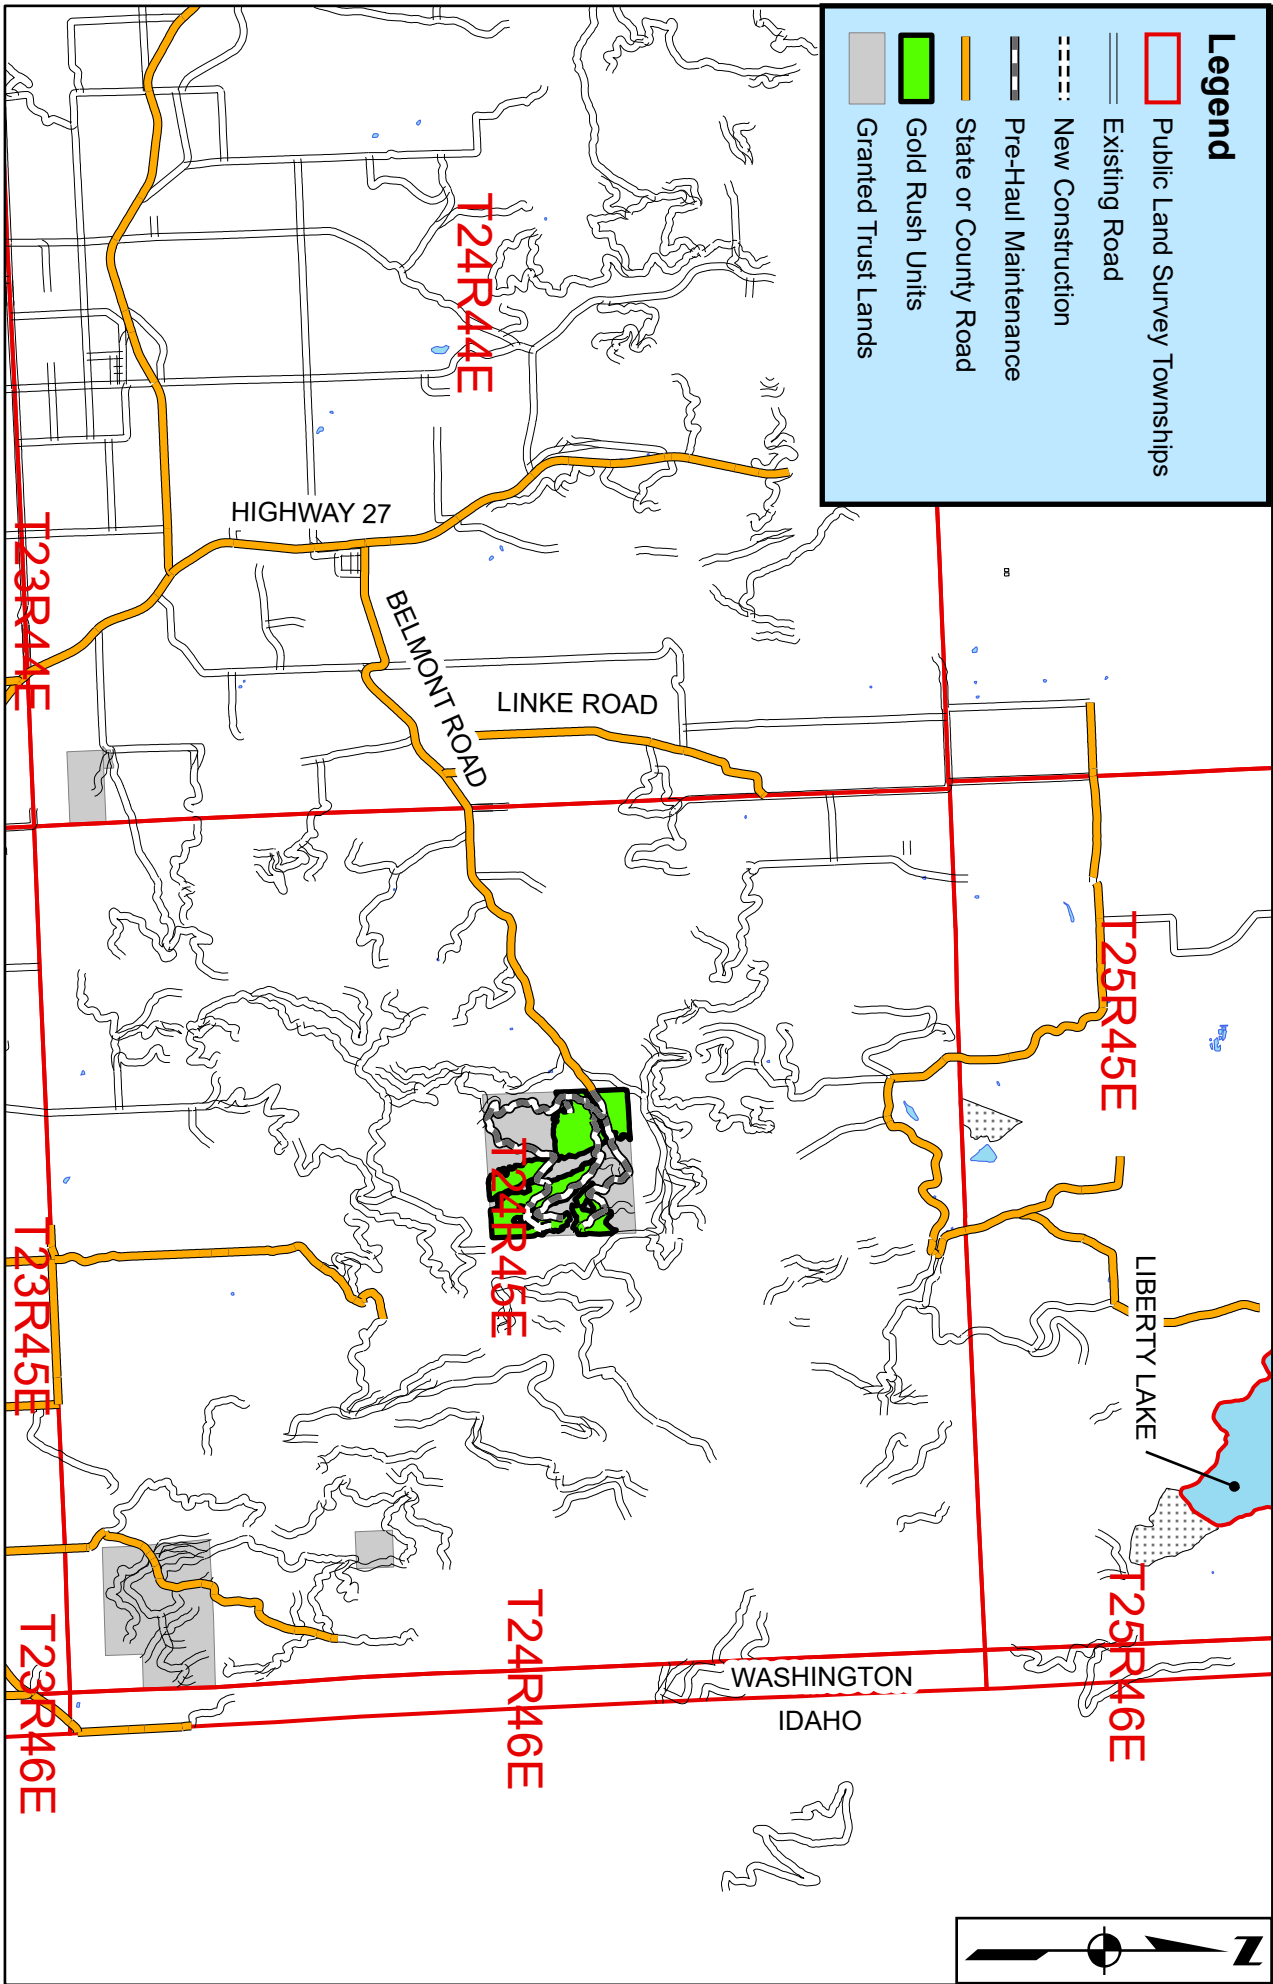 Legend
Public Land Survey Townships
Existing Road
New Construction
Pre-Haul Maintenance
State or County Road
Gold Rush Units
Granted Trust Lands
T25R45E
T25R46E
LIBERTY LAKE
T24R44E
T24R45E
T24R46E
LINKE ROAD
BELMONT ROAD
HIGHWAY 27
WASHINGTON
IDAHO
T23R44E
T23R45E
T23R46E
N